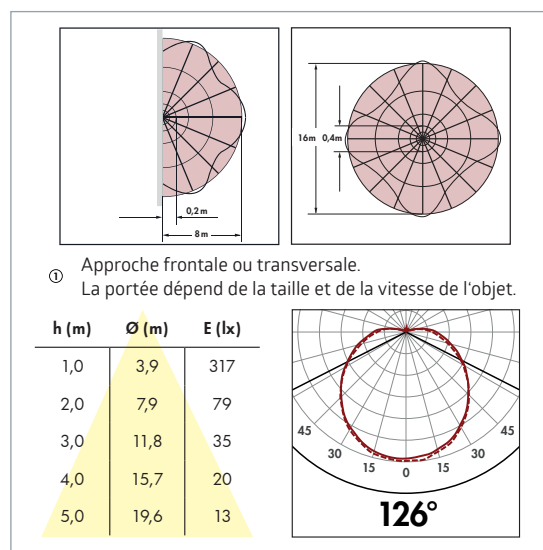 0,2 m
8 m
16m 0,4m
① Approche frontale ou transversale.
La portée dépend de la taille et de la vitesse de l'objet.
h (m) Ø (m) E (lx)
1,0 3,9 317
2,0 7,9 79
3,0 11,8 35
4,0 15,7 20
5,0 19,6 13
45 30 15 0 15 30 45
126°